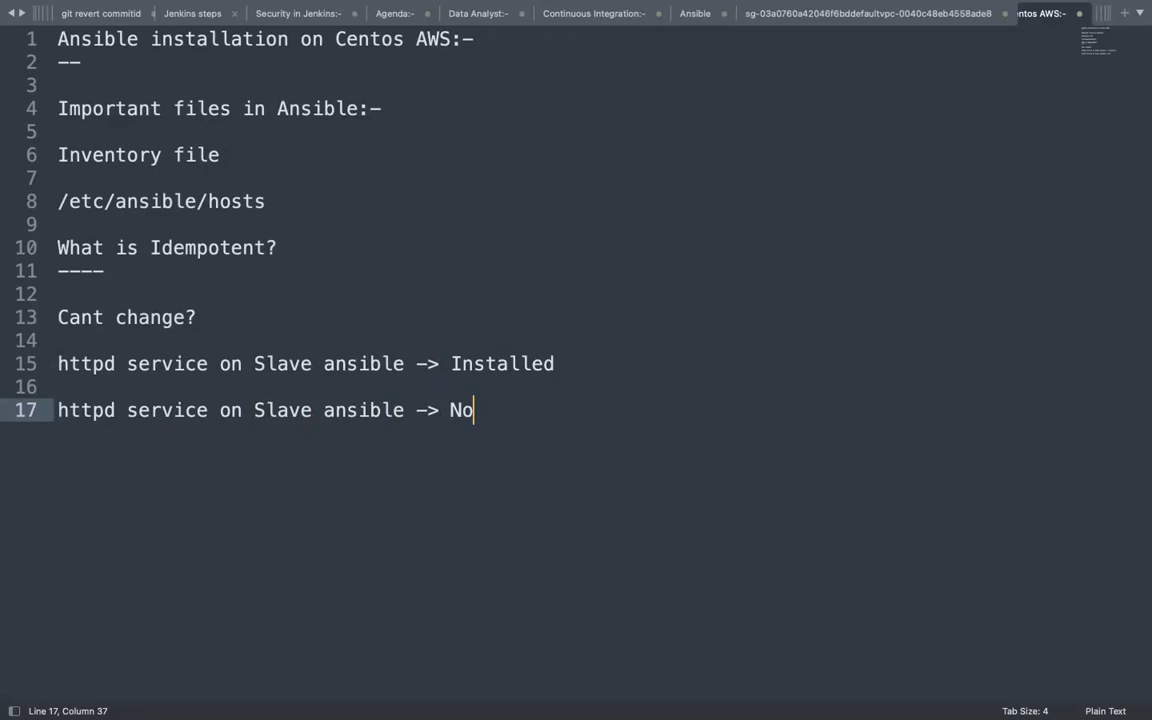 git revert commitid
Jenkins steps
Security in Jenkins:-
Agenda:-
Data Analyst:-
Continuous Integration:-
Ansible
sg-03a0760a42046f6bddefaultvpc-0040c48eb4558ade8
entos AWS:-
1 Ansible installation on Centos AWS:-
2 --
3
4 Important files in Ansible:-
5
6 Inventory file
7
8 /etc/ansible/hosts
9
10 What is Idempotent?
11 ----
12
13 Cant change?
14
15 httpd service on Slave ansible -> Installed
16
17 httpd service on Slave ansible -> No
Line 17, Column 37
Tab Size: 4
Plain Text